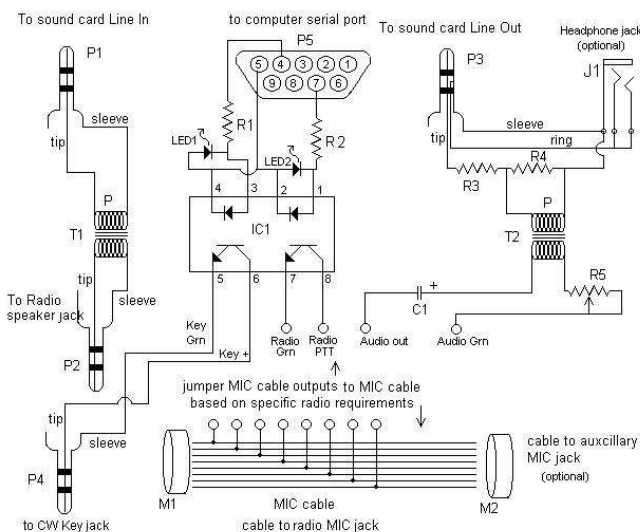 To sound card Line In
to computer serial port
To sound card Line Out
Headphone jack
(optional)
P1
P5
P3
J1
5 4 3 2 1
9 8 7 6
R1
R2
LED1
LED2
tip
sleeve
tip
sleeve
ring
R3
R4
4 3 2 1
IC1
P
T1
P
T2
5 6 7 8
tip
sleeve
To Radio
speaker jack
P2
Key
Grn
Key +
Radio
Grn
Radio
PTT
C1
+
R5
Audio out
Audio Grn
jumper MIC cable outputs to MIC cable
based on specific radio requirements
tip
sleeve
P4
to CW Key jack
M1
M2
MIC cable
cable to radio MIC jack
cable to auxcillary
MIC jack
(optional)